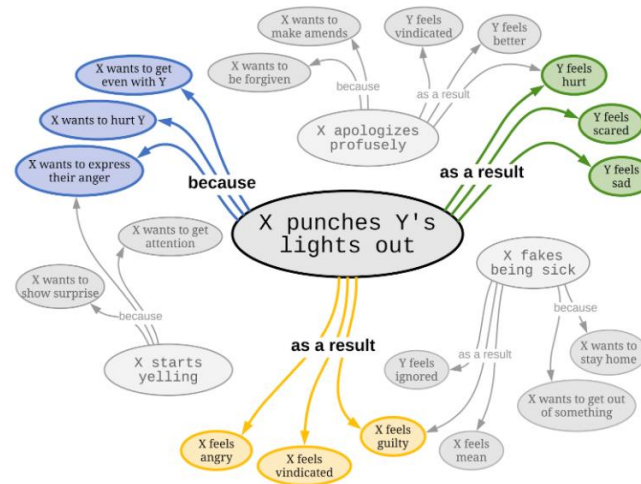 X wants to
make amends
Y feels
vindicated
Y feels
better
X wants to
be forgiven
because
as a result
X apologizes
profusely
X wants to get
even with Y
X wants to hurt Y
X wants to express
their anger
because
Y feels
hurt
Y feels
scared
Y feels
sad
as a result
X punches Y's
lights out
X wants to get
attention
X wants to
show surprise
because
X starts
yelling
X fakes
being sick
because
as a result
X wants to
stay home
Y feels
ignored
X wants to get out
of something
X feels
mean
as a result
X feels
angry
X feels
vindicated
X feels
guilty